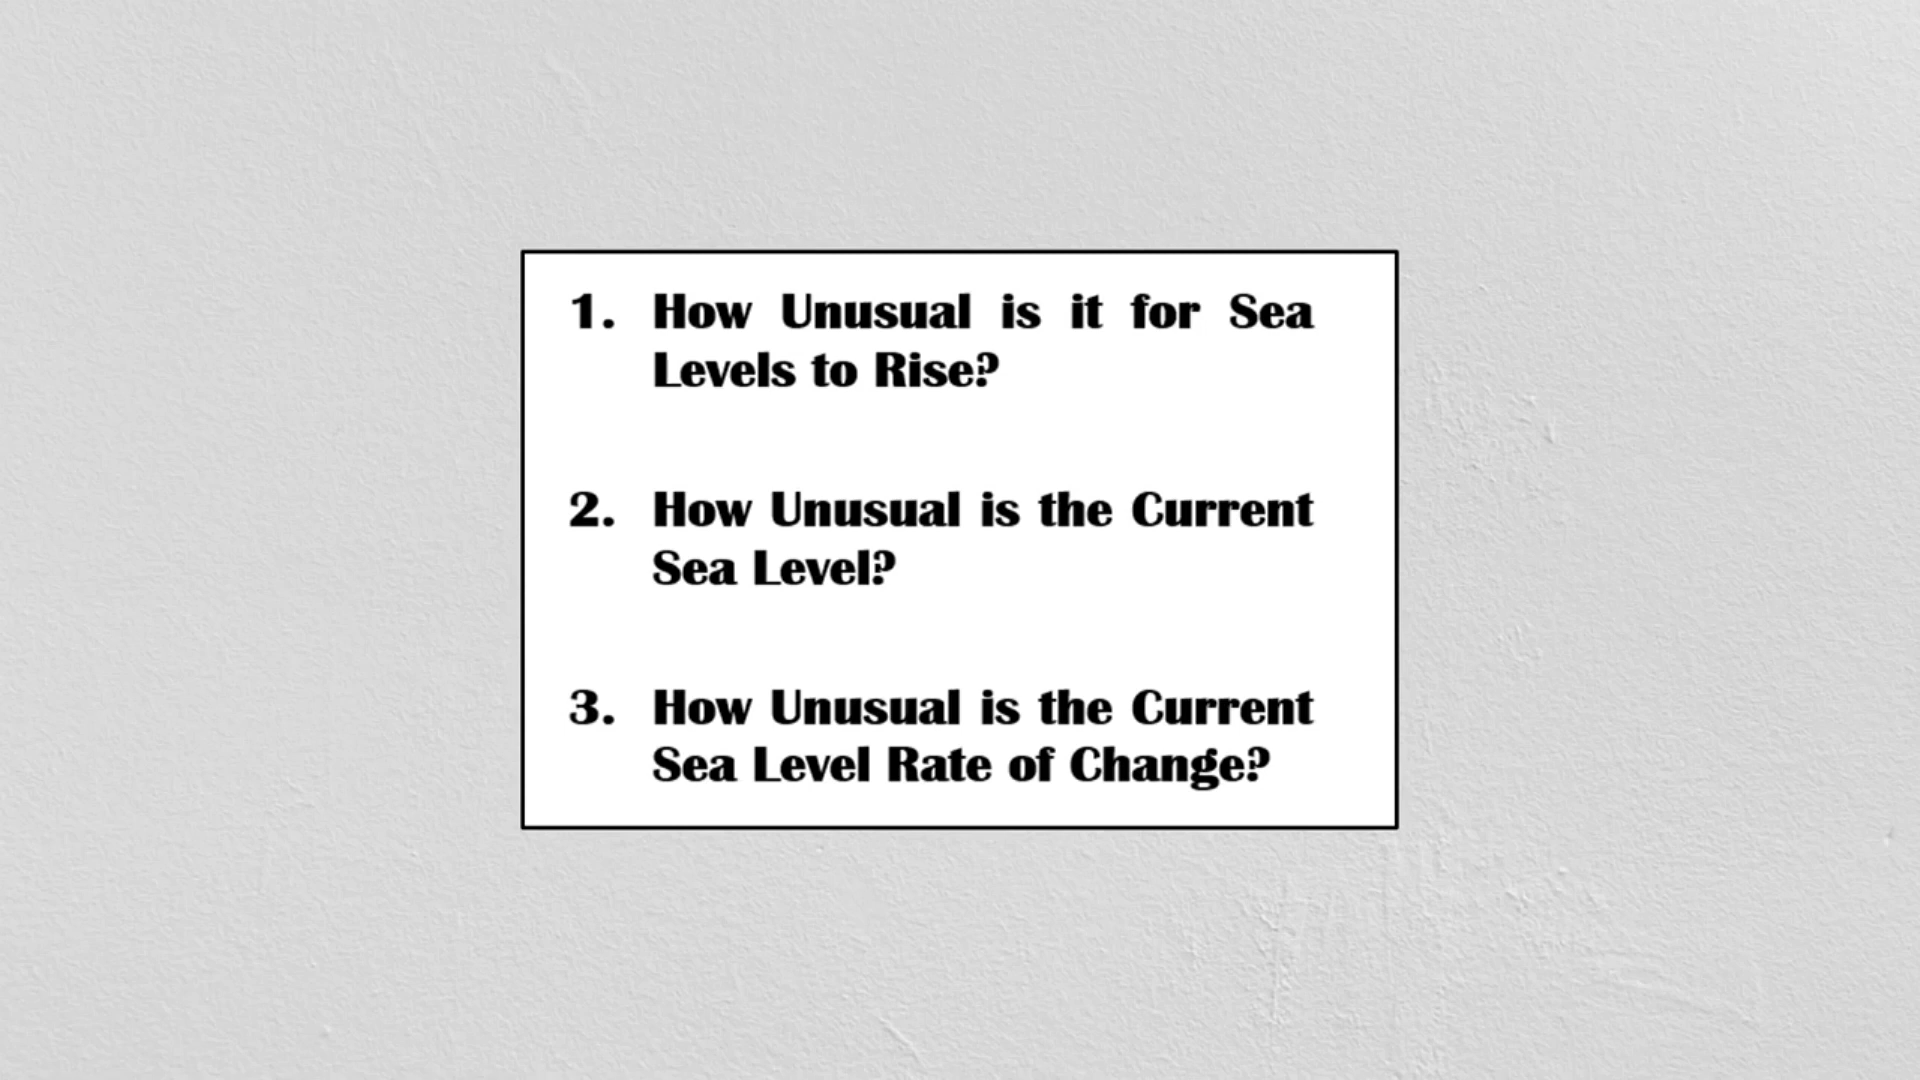 1. How Unusual is it for Sea
Levels to Rise?
2. How Unusual is the Current
Sea Level?
3. How Unusual is the Current
Sea Level Rate of Change?